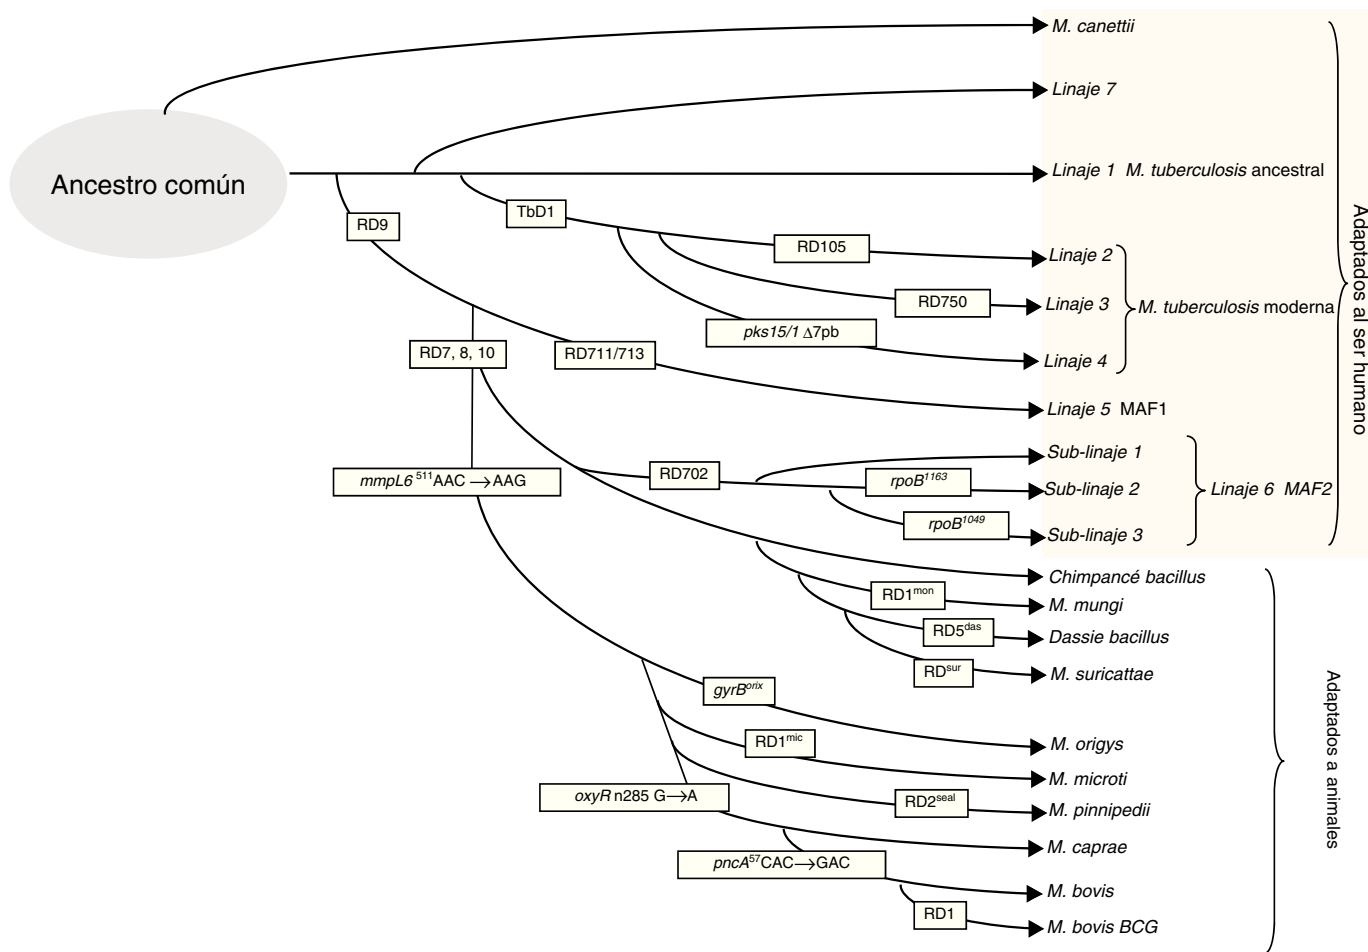 M. canettii
Linaje 7
Ancestro común
Linaje 1 M. tuberculosis ancestral
TbD1
RD9
RD105
Linaje 2
RD750
Linaje 3
M. tuberculosis moderna
pks15/1 Δ7pb
Linaje 4
RD7, 8, 10
RD711/713
Linaje 5 MAF1
Adaptados al ser humano
Sub-linaje 1
RD702
mmpL6 ⁵¹¹AAC→AAG
rpoB¹¹⁶³
Sub-linaje 2
Linaje 6 MAF2
rpoB¹⁰⁴⁹
Sub-linaje 3
Chimpancé bacillus
RD1ᵐᵒⁿ
M. mungi
RD5ᵈᵃˢ
Dassie bacillus
RDˢᵘʳ
M. suricattae
gyrBᵒʳⁱˣ
M. origys
RD1ᵐⁱᶜ
M. microti
Adaptados a animales
oxyR n285 G→A
RD2ˢᵉᵃˡ
M. pinnipedii
M. caprae
pncA⁵⁷CAC→GAC
M. bovis
RD1
M. bovis BCG